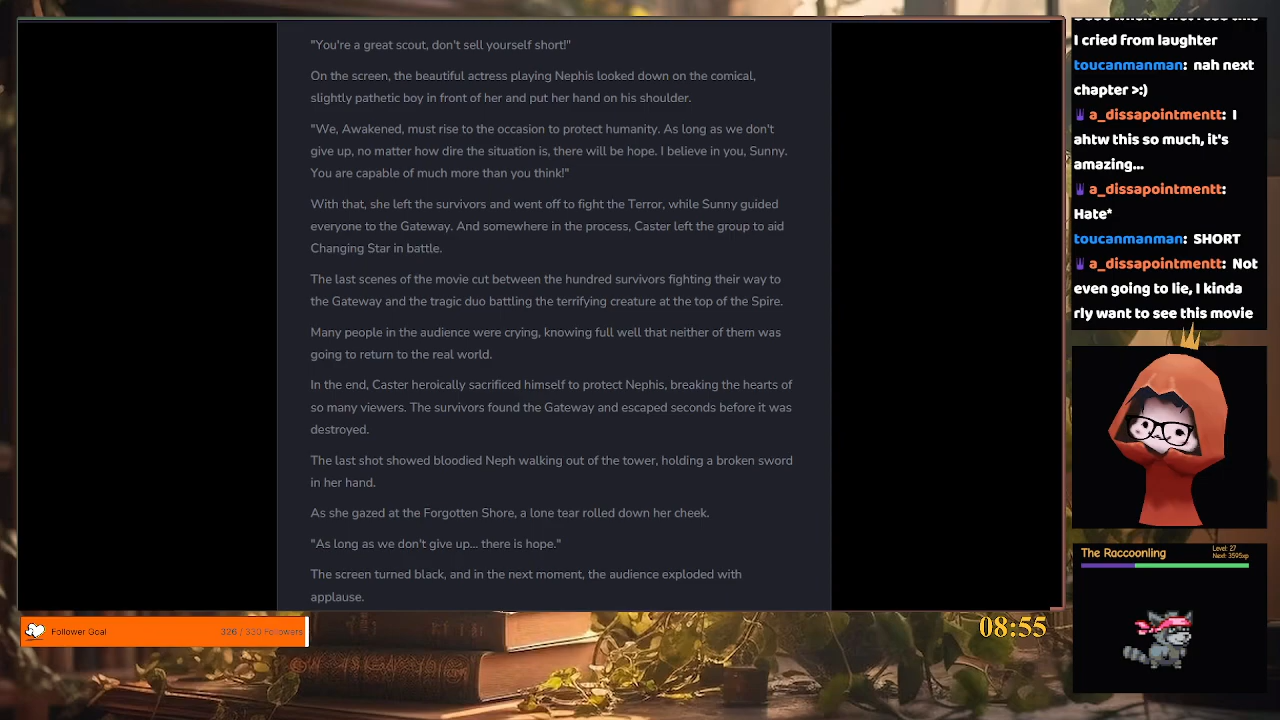 "You're a great scout, don't sell yourself short!"
On the screen, the beautiful actress playing Nephis looked down on the comical,
slightly pathetic boy in front of her and put her hand on his shoulder.
"We, Awakened, must rise to the occasion to protect humanity. As long as we don't
give up, no matter how dire the situation is, there will be hope. I believe in you, Sunny.
You are capable of much more than you think!"
With that, she left the survivors and went off to fight the Terror, while Sunny guided
everyone to the Gateway. And somewhere in the process, Caster left the group to aid
Changing Star in battle.
The last scenes of the movie cut between the hundred survivors fighting their way to
the Gateway and the tragic duo battling the terrifying creature at the top of the Spire.
Many people in the audience were crying, knowing full well that neither of them was
going to return to the real world.
In the end, Caster heroically sacrificed himself to protect Nephis, breaking the hearts of
so many viewers. The survivors found the Gateway and escaped seconds before it was
destroyed.
The last shot showed bloodied Neph walking out of the tower, holding a broken sword
in her hand.
As she gazed at the Forgotten Shore, a lone tear rolled down her cheek.
"As long as we don't give up... there is hope."
The screen turned black, and in the next moment, the audience exploded with
applause.
I cried from laughter
toucanmanman: nah next
chapter >:)
a_dissapointmentt: I
ahtw this so much, it's
amazing...
a_dissapointmentt:
Hate*
toucanmanman: SHORT
a_dissapointmentt: Not
even going to lie, I kinda
rly want to see this movie
The Raccoonling
Level: 27
Next: 3595xp
Follower Goal
326 / 330 Followers
08:55